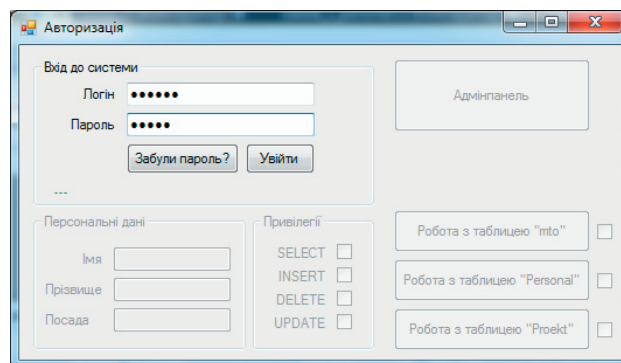 Авторизація
Вхід до системи
Логін ●●●●●●
Пароль ●●●●●
Забули пароль? Увійти
---
Адмінпанель
Персональні дані
Імя
Прізвище
Посада
Привілегії
SELECT
INSERT
DELETE
UPDATE
Робота з таблицею "mto"
Робота з таблицею "Personal"
Робота з таблицею "Proekt"